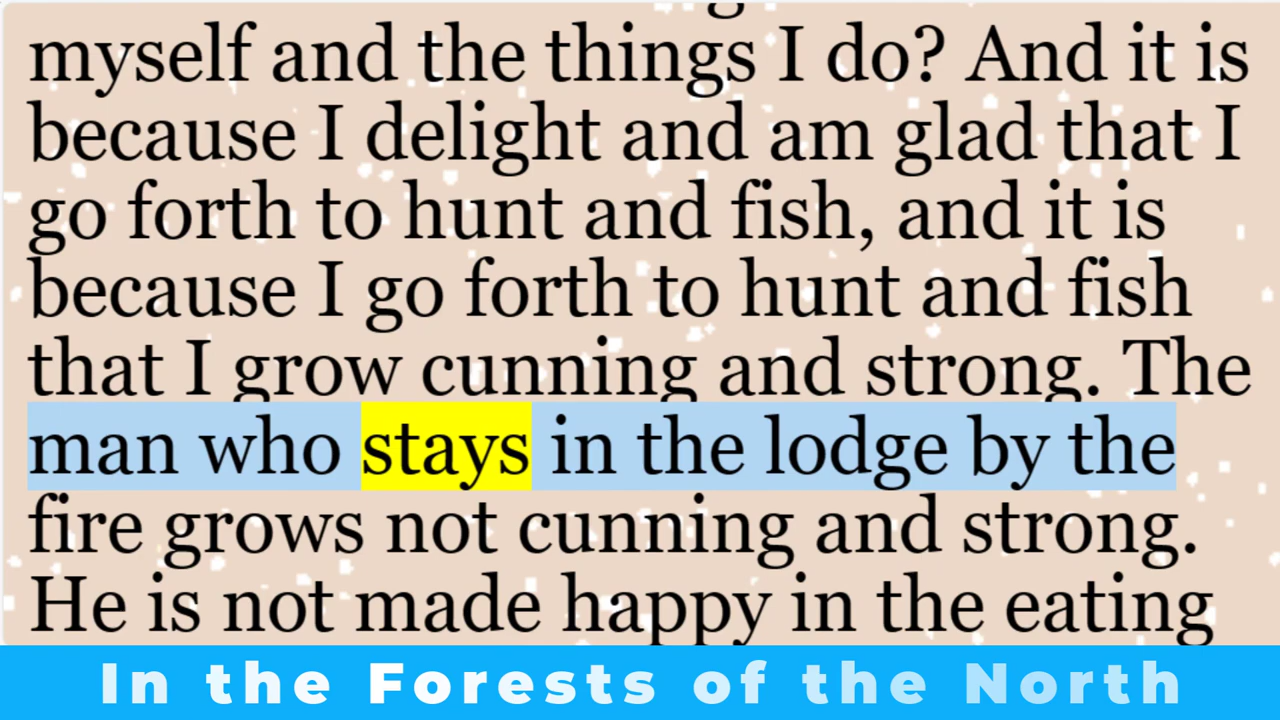 myself and the things I do? And it is
because I delight and am glad that I
go forth to hunt and fish, and it is
because I go forth to hunt and fish
that I grow cunning and strong. The
man who stays in the lodge by the
fire grows not cunning and strong.
He is not made happy in the eating
In the Forests of the North